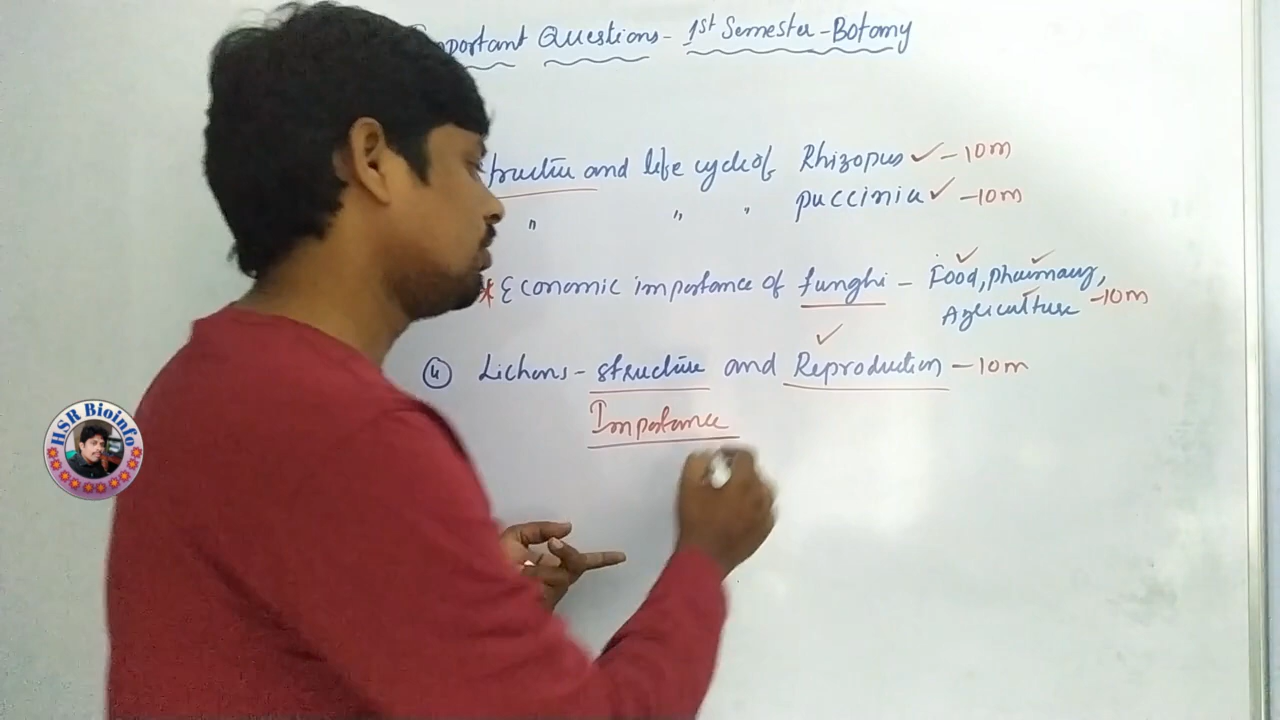 portant Questions - 1st Semester - Botany
tructure and life cycle of Rhizopus ✓ - 10m
" " " puccinia ✓ - 10m
* Economic importance of funghi - Food, pharmacy,
Agriculture - 10m
4 Lichens - structure and Reproduction - 10m
Importance
HSR Bioinfo